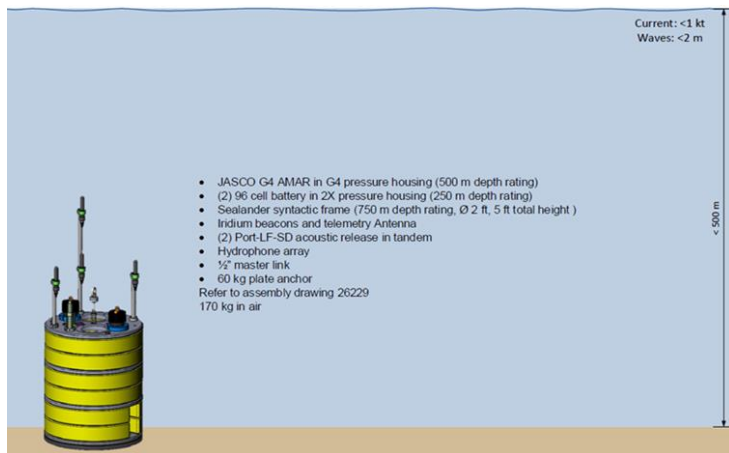 Current: <1 kt
Waves: <2 m
• JASCO G4 AMAR in G4 pressure housing (500 m depth rating)
• (2) 96 cell battery in 2X pressure housing (250 m depth rating)
• Sealander syntactic frame (750 m depth rating, Ø 2 ft, 5 ft total height )
• Iridium beacons and telemetry Antenna
• (2) Port-LF-SD acoustic release in tandem
• Hydrophone array
• ½" master link
• 60 kg plate anchor
Refer to assembly drawing 26229
170 kg in air
< 500 m